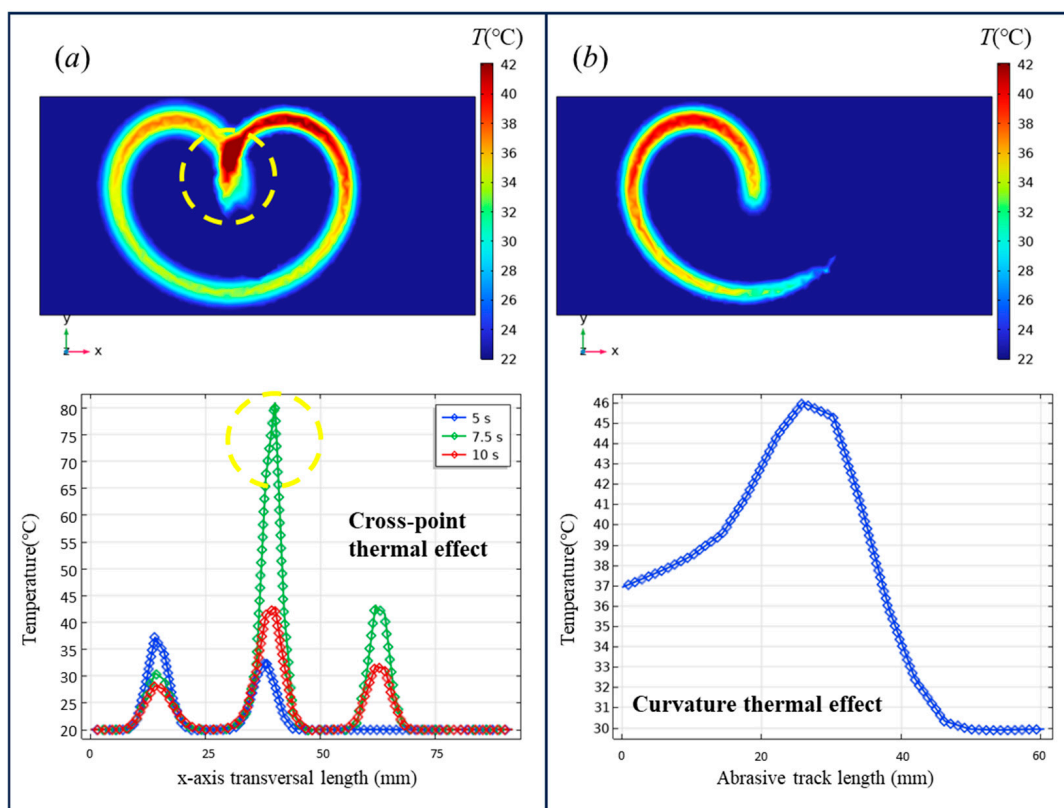 (a)
T(°C)
42
40
38
36
34
32
30
28
26
24
22
y
z
x
80
75
70
65
60
55
50
45
40
35
30
25
20
0
25
50
75
5 s
7.5 s
10 s
Cross-point
thermal effect
Temperature(°C)
x-axis transversal length (mm)
(b)
T(°C)
42
40
38
36
34
32
30
28
26
24
22
y
z
x
46
45
43
42
41
39
38
37
35
34
33
31
30
0
20
40
60
Curvature thermal effect
Temperature(°C)
Abrasive track length (mm)